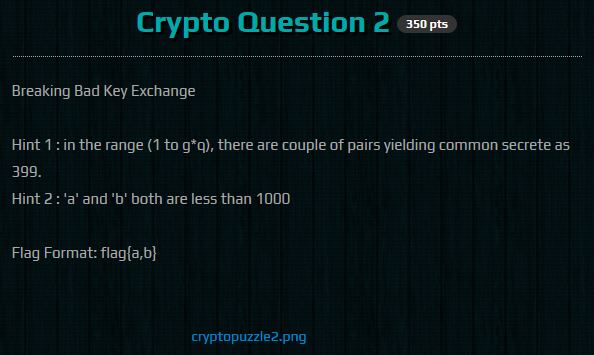 Crypto Question 2 350 pts
Breaking Bad Key Exchange
Hint 1 : in the range (1 to g*q), there are couple of pairs yielding common secrete as
399.
Hint 2 : 'a' and 'b' both are less than 1000
Flag Format: flag{a,b}
cryptopuzzle2.png